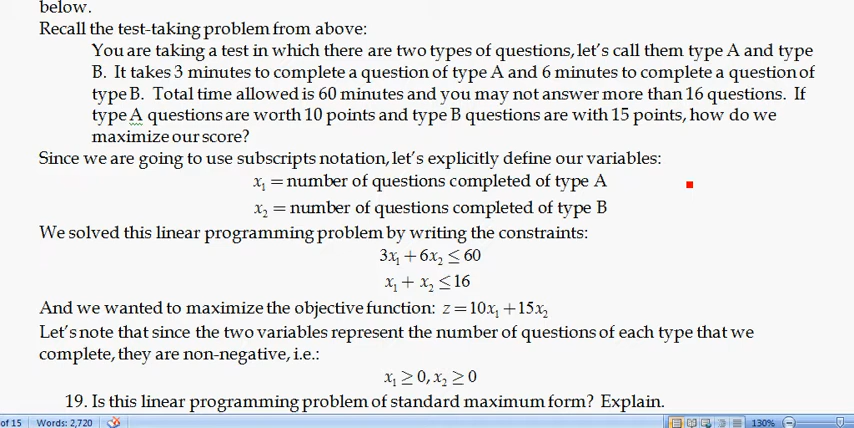 below.
Recall the test-taking problem from above:
You are taking a test in which there are two types of questions, let's call them type A and type
B. It takes 3 minutes to complete a question of type A and 6 minutes to complete a question of
type B. Total time allowed is 60 minutes and you may not answer more than 16 questions. If
type A questions are worth 10 points and type B questions are with 15 points, how do we
maximize our score?
Since we are going to use subscripts notation, let's explicitly define our variables:
x₁ = number of questions completed of type A
x₂ = number of questions completed of type B
We solved this linear programming problem by writing the constraints:
3x₁ + 6x₂ ≤ 60
x₁ + x₂ ≤ 16
And we wanted to maximize the objective function: z = 10x₁ + 15x₂
Let's note that since the two variables represent the number of questions of each type that we
complete, they are non-negative, i.e.:
x₁ ≥ 0, x₂ ≥ 0
19. Is this linear programming problem of standard maximum form? Explain.
of 15 Words: 2,720 130%